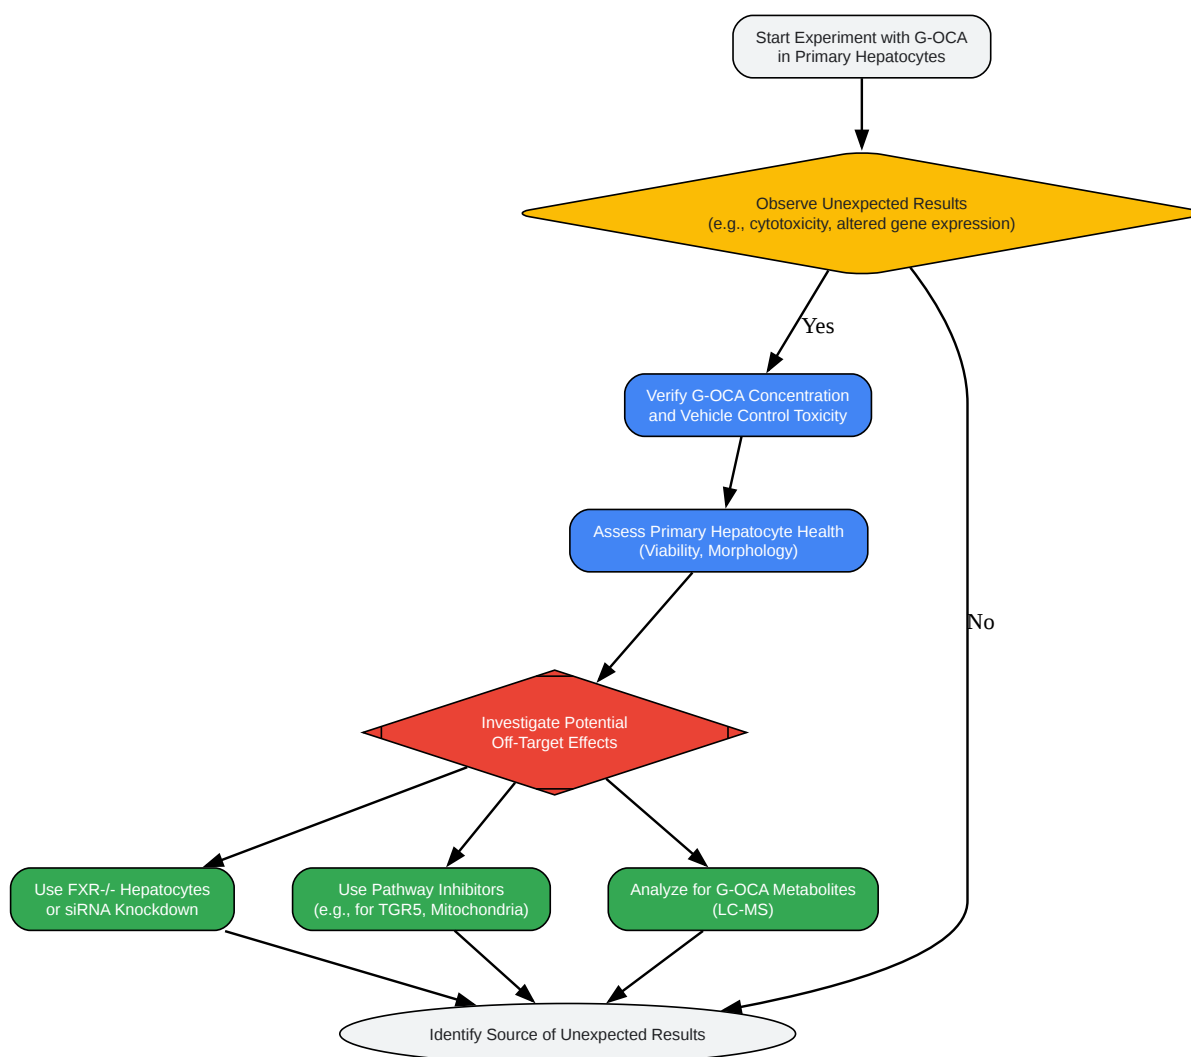 Start Experiment with G-OCA
in Primary Hepatocytes
Observe Unexpected Results
(e.g., cytotoxicity, altered gene expression)
Yes
Verify G-OCA Concentration
and Vehicle Control Toxicity
Assess Primary Hepatocyte Health
(Viability, Morphology)
No
Investigate Potential
Off-Target Effects
Use FXR-/- Hepatocytes
or siRNA Knockdown
Use Pathway Inhibitors
(e.g., for TGR5, Mitochondria)
Analyze for G-OCA Metabolites
(LC-MS)
Identify Source of Unexpected Results